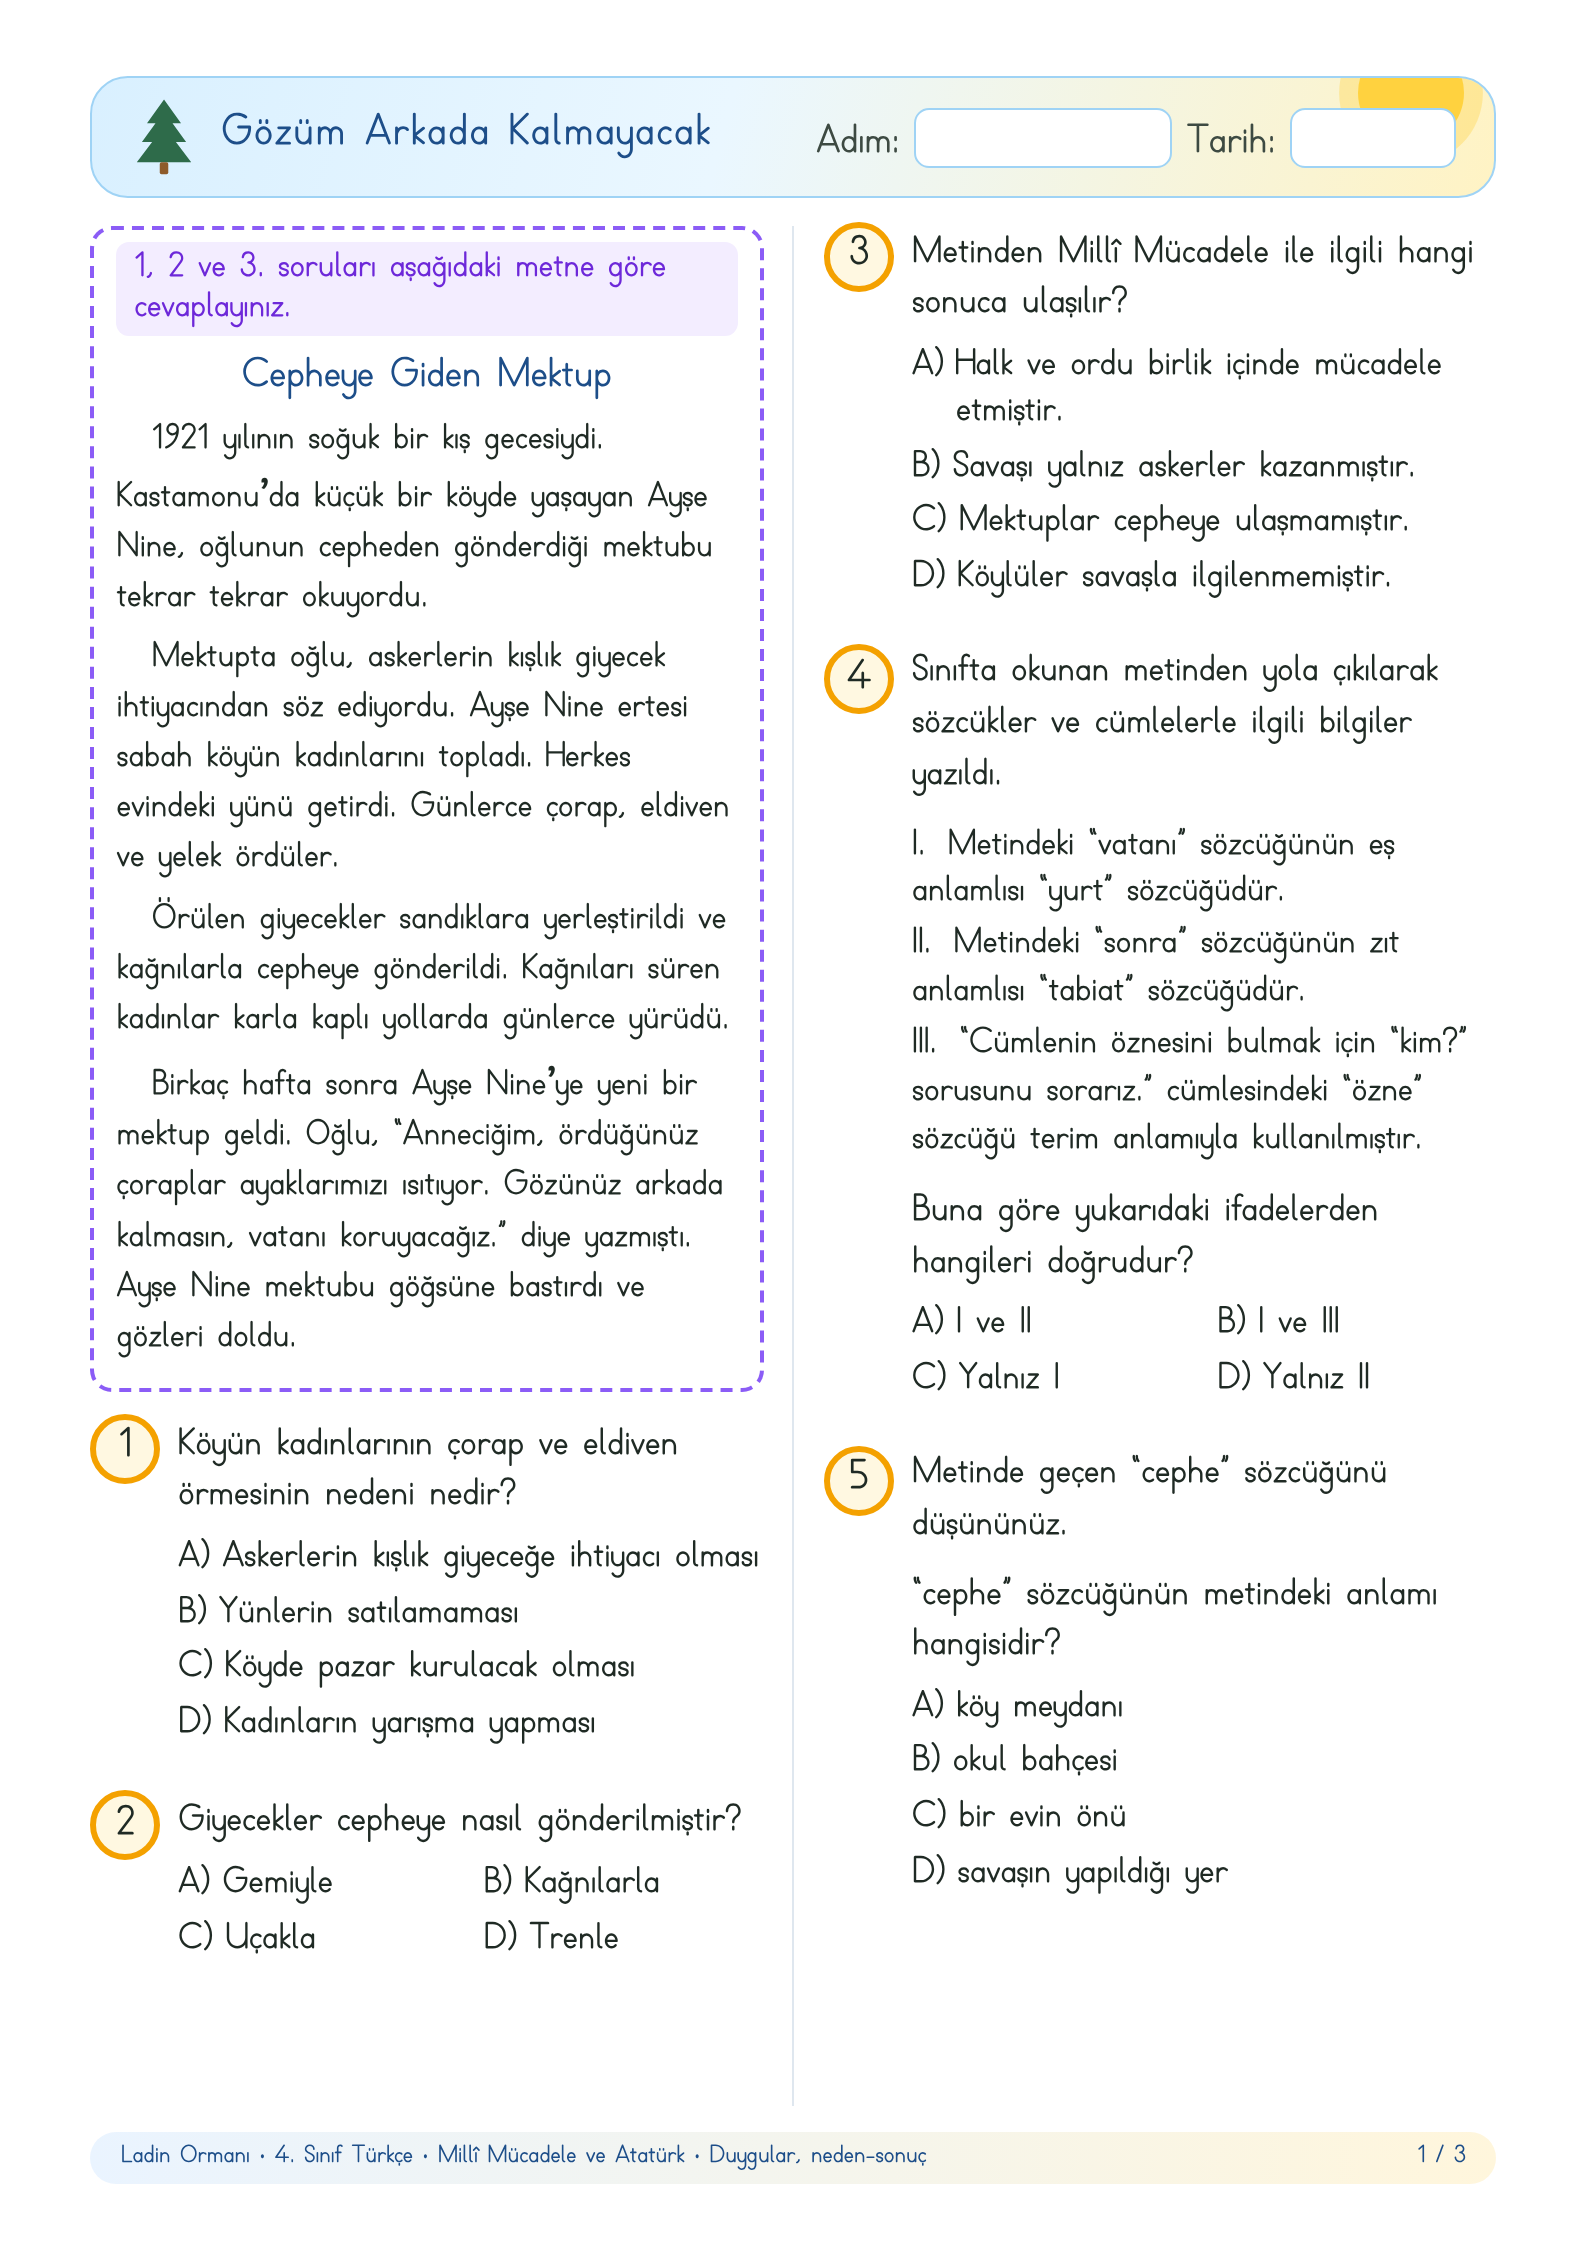 Gözüm Arkada Kalmayacak
Adım:
Tarih:
1, 2 ve 3. soruları aşağıdaki metne göre
cevaplayınız.
Cepheye Giden Mektup
1921 yılının soğuk bir kış gecesiydi.
Kastamonu’da küçük bir köyde yaşayan Ayşe
Nine, oğlunun cepheden gönderdiği mektubu
tekrar tekrar okuyordu.
Mektupta oğlu, askerlerin kışlık giyecek
ihtiyacından söz ediyordu. Ayşe Nine ertesi
sabah köyün kadınlarını topladı. Herkes
evindeki yünü getirdi. Günlerce çorap, eldiven
ve yelek ördüler.
Örülen giyecekler sandıklara yerleştirildi ve
kağnılarla cepheye gönderildi. Kağnıları süren
kadınlar karla kaplı yollarda günlerce yürüdü.
Birkaç hafta sonra Ayşe Nine’ye yeni bir
mektup geldi. Oğlu, “Anneciğim, ördüğünüz
çoraplar ayaklarımızı ısıtıyor. Gözünüz arkada
kalmasın, vatanı koruyacağız.” diye yazmıştı.
Ayşe Nine mektubu göğsüne bastırdı ve
gözleri doldu.
1
Köyün kadınlarının çorap ve eldiven
örmesinin nedeni nedir?
A) Askerlerin kışlık giyeceğe ihtiyacı olması
B) Yünlerin satılamaması
C) Köyde pazar kurulacak olması
D) Kadınların yarışma yapması
2
Giyecekler cepheye nasıl gönderilmiştir?
A) Gemiyle
B) Kağnılarla
C) Uçakla
D) Trenle
3
Metinden Millî Mücadele ile ilgili hangi
sonuca ulaşılır?
A) Halk ve ordu birlik içinde mücadele
etmiştir.
B) Savaşı yalnız askerler kazanmıştır.
C) Mektuplar cepheye ulaşmamıştır.
D) Köylüler savaşla ilgilenmemiştir.
4
Sınıfta okunan metinden yola çıkılarak
sözcükler ve cümlelerle ilgili bilgiler
yazıldı.
I. Metindeki “vatanı” sözcüğünün eş
anlamlısı “yurt” sözcüğüdür.
II. Metindeki “sonra” sözcüğünün zıt
anlamlısı “tabiat” sözcüğüdür.
III. “Cümlenin öznesini bulmak için “kim?”
sorusunu sorarız.” cümlesindeki “özne”
sözcüğü terim anlamıyla kullanılmıştır.
Buna göre yukarıdaki ifadelerden
hangileri doğrudur?
A) I ve II
B) I ve III
C) Yalnız I
D) Yalnız II
5
Metinde geçen “cephe” sözcüğünü
düşününüz.
“cephe” sözcüğünün metindeki anlamı
hangisidir?
A) köy meydanı
B) okul bahçesi
C) bir evin önü
D) savaşın yapıldığı yer
Ladin Ormanı • 4. Sınıf Türkçe • Millî Mücadele ve Atatürk • Duygular, neden-sonuç
1 / 3